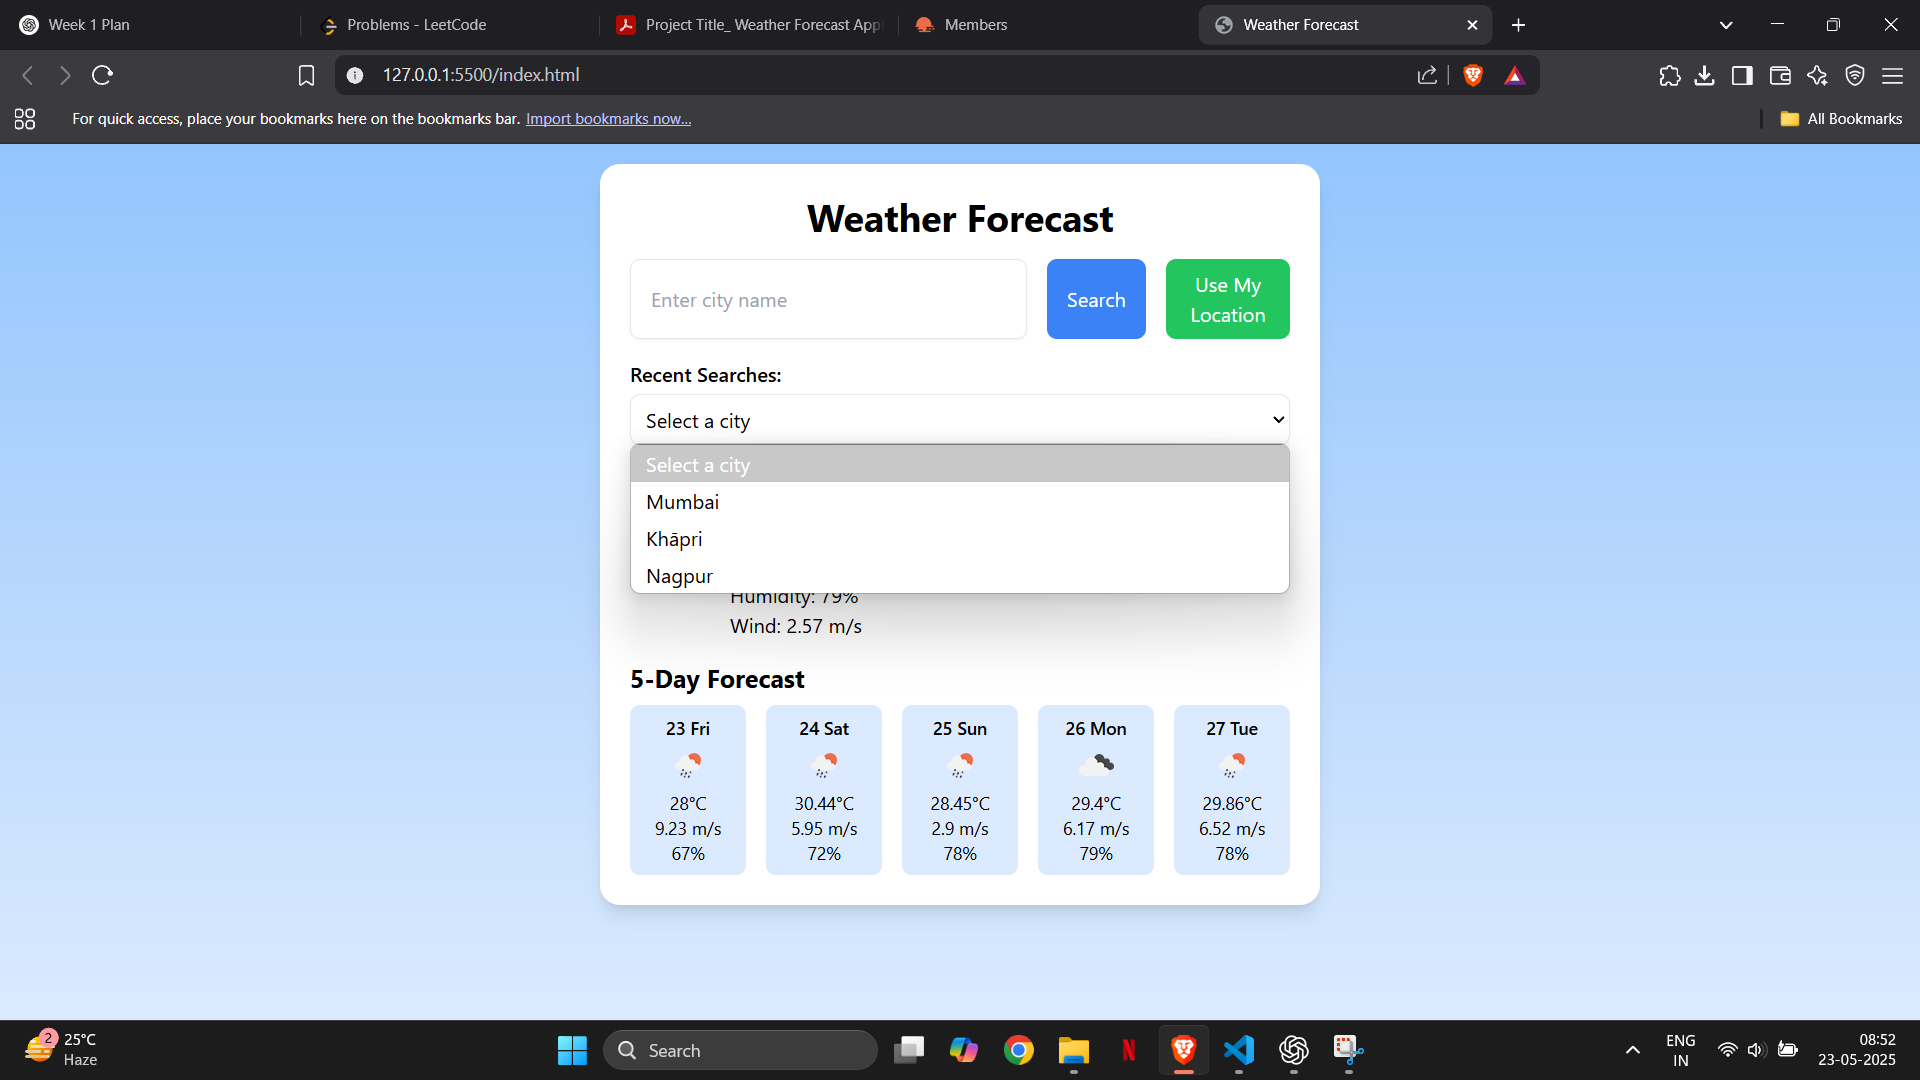 Week 1 Plan
Problems - LeetCode
Project Title_ Weather Forecast Appl
Members
Weather Forecast
127.0.0.1:5500/index.html
For quick access, place your bookmarks here on the bookmarks bar. Import bookmarks now...
All Bookmarks
Weather Forecast
Enter city name
Search
Use My
Location
Recent Searches:
Select a city
Select a city
Mumbai
Khāpri
Nagpur
Humidity: 79%
Wind: 2.57 m/s
5-Day Forecast
23 Fri
28°C
9.23 m/s
67%
24 Sat
30.44°C
5.95 m/s
72%
25 Sun
28.45°C
2.9 m/s
78%
26 Mon
29.4°C
6.17 m/s
79%
27 Tue
29.86°C
6.52 m/s
78%
2
25°C
Haze
Search
ENG
IN
08:52
23-05-2025